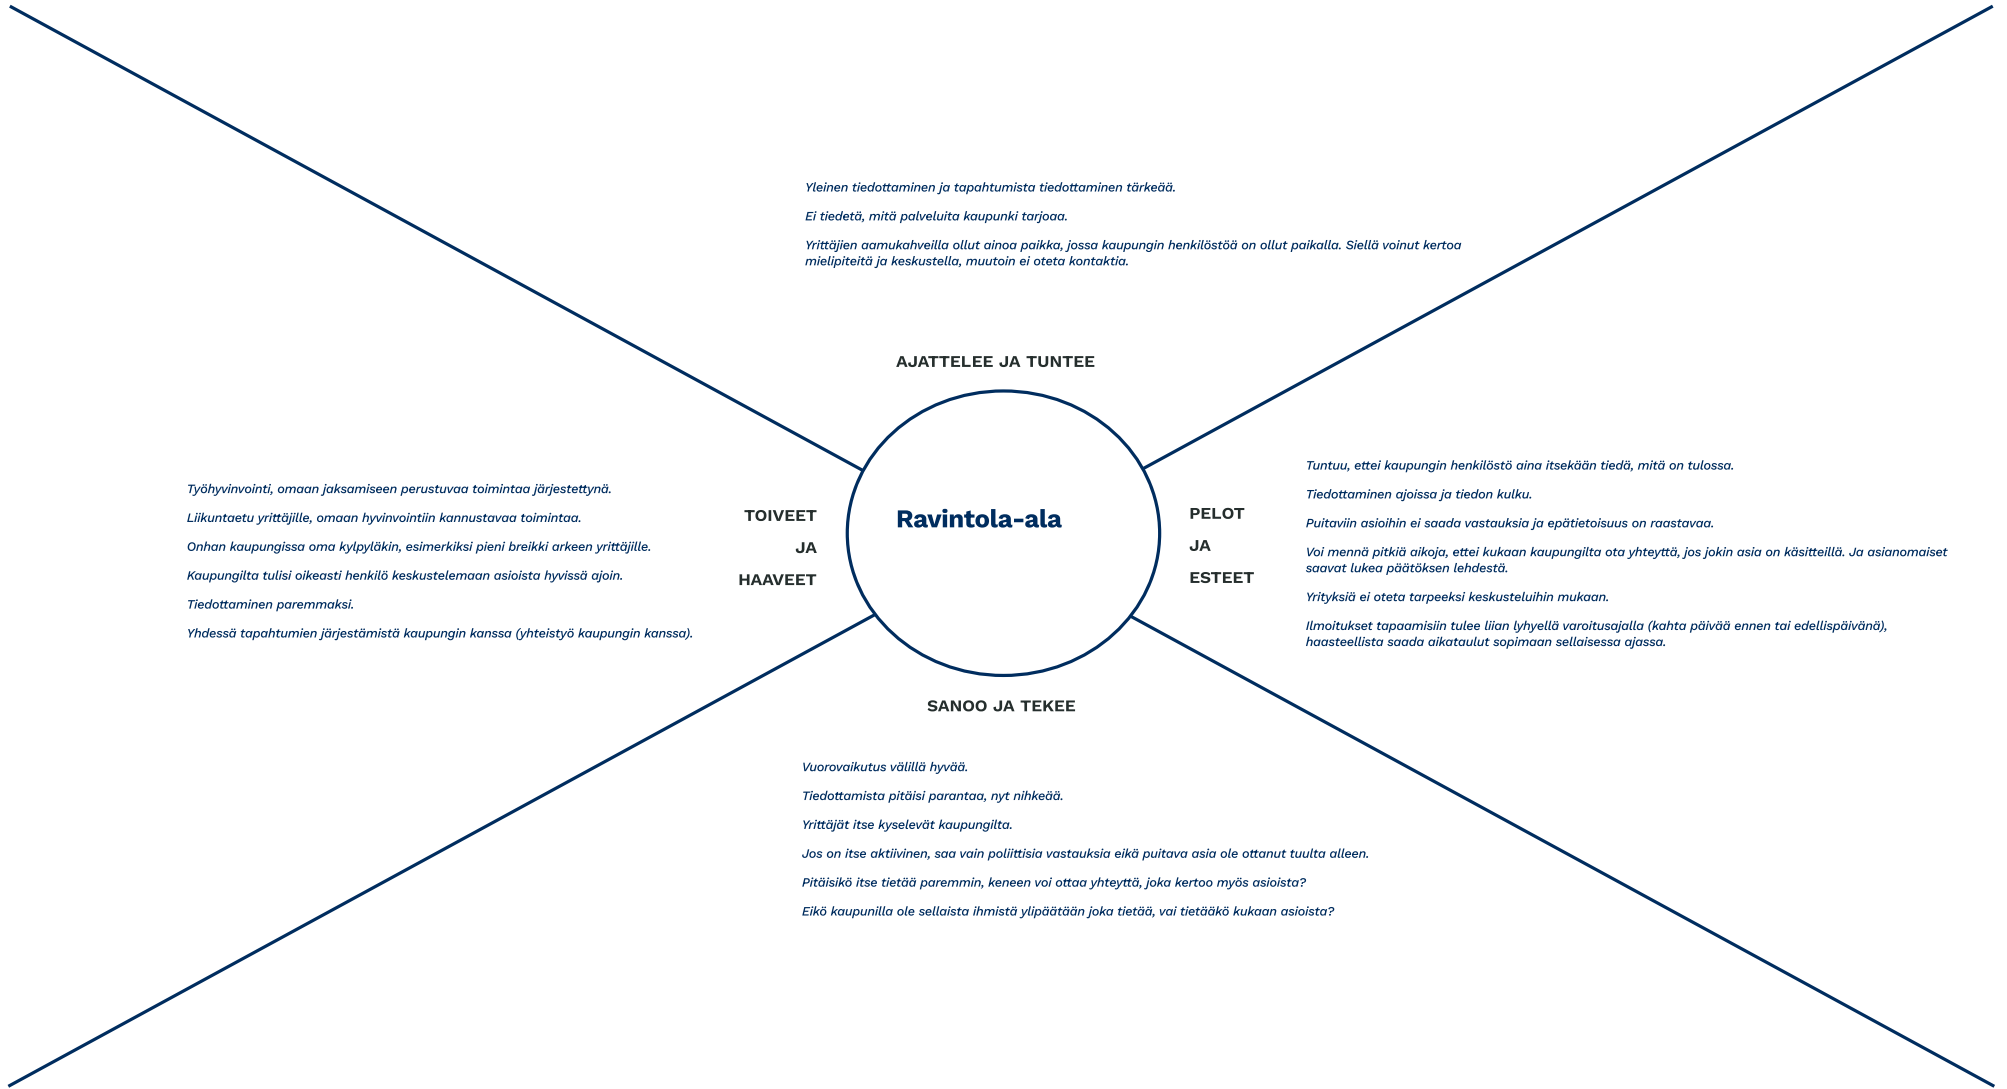 Yleinen tiedottaminen ja tapahtumista tiedottaminen tärkeää.
Ei tiedetä, mitä palveluita kaupunki tarjoaa.
Yrittäjien aamukahveilla ollut ainoa paikka, jossa kaupungin henkilöstöä on ollut paikalla. Siellä voinut kertoa
mielipiteitä ja keskustella, muutoin ei oteta kontaktia.
AJATTELEE JA TUNTEE
Työhyvinvointi, omaan jaksamiseen perustuvaa toimintaa järjestettynä.
Liikuntaetu yrittäjille, omaan hyvinvointiin kannustavaa toimintaa.
Onhan kaupungissa oma kylpyläkin, esimerkiksi pieni breikki arkeen yrittäjille.
Kaupungilta tulisi oikeasti henkilö keskustelemaan asioista hyvissä ajoin.
Tiedottaminen paremmaksi.
Yhdessä tapahtumien järjestämistä kaupungin kanssa (yhteistyö kaupungin kanssa).
TOIVEET
JA
HAAVEET
Ravintola-ala
PELOT
JA
ESTEET
Tuntuu, ettei kaupungin henkilöstö aina itsekään tiedä, mitä on tulossa.
Tiedottaminen ajoissa ja tiedon kulku.
Puitaviin asioihin ei saada vastauksia ja epätietoisuus on raastavaa.
Voi mennä pitkiä aikoja, ettei kukaan kaupungilta ota yhteyttä, jos jokin asia on käsitteillä. Ja asianomaiset
saavat lukea päätöksen lehdestä.
Yrityksiä ei oteta tarpeeksi keskusteluihin mukaan.
Ilmoitukset tapaamisiin tulee liian lyhyellä varoitusajalla (kahta päivää ennen tai edellispäivänä),
haasteellista saada aikataulut sopimaan sellaisessa ajassa.
SANOO JA TEKEE
Vuorovaikutus välillä hyvää.
Tiedottamista pitäisi parantaa, nyt nihkeää.
Yrittäjät itse kyselevät kaupungilta.
Jos on itse aktiivinen, saa vain poliittisia vastauksia eikä puitava asia ole ottanut tuulta alleen.
Pitäisikö itse tietää paremmin, keneen voi ottaa yhteyttä, joka kertoo myös asioista?
Eikö kaupunilla ole sellaista ihmistä ylipäätään joka tietää, vai tietääkö kukaan asioista?